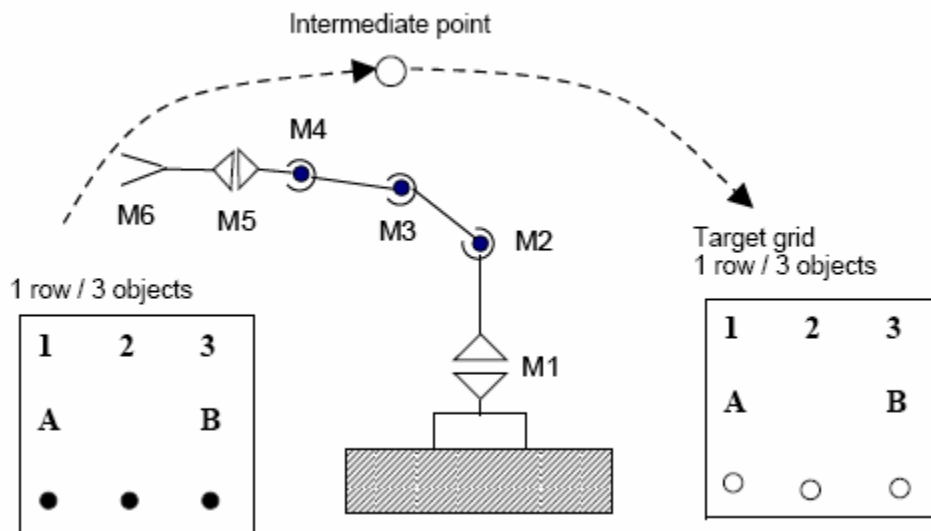 Intermediate point
M4
M6
M5
M3
M2
Target grid
1 row / 3 objects
1 row / 3 objects
1 2 3
A B
M1
1 2 3
A B